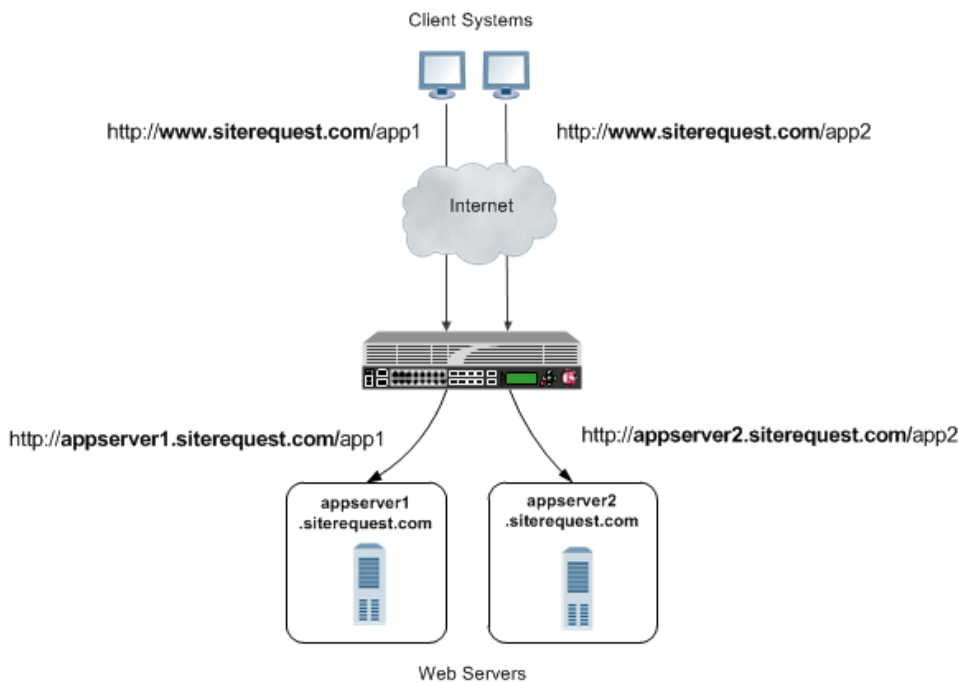 Client Systems
http://www.siterequest.com/app1
http://www.siterequest.com/app2
Internet
http://appserver1.siterequest.com/app1
http://appserver2.siterequest.com/app2
appserver1
.siterequest.com
appserver2
.siterequest.com
Web Servers